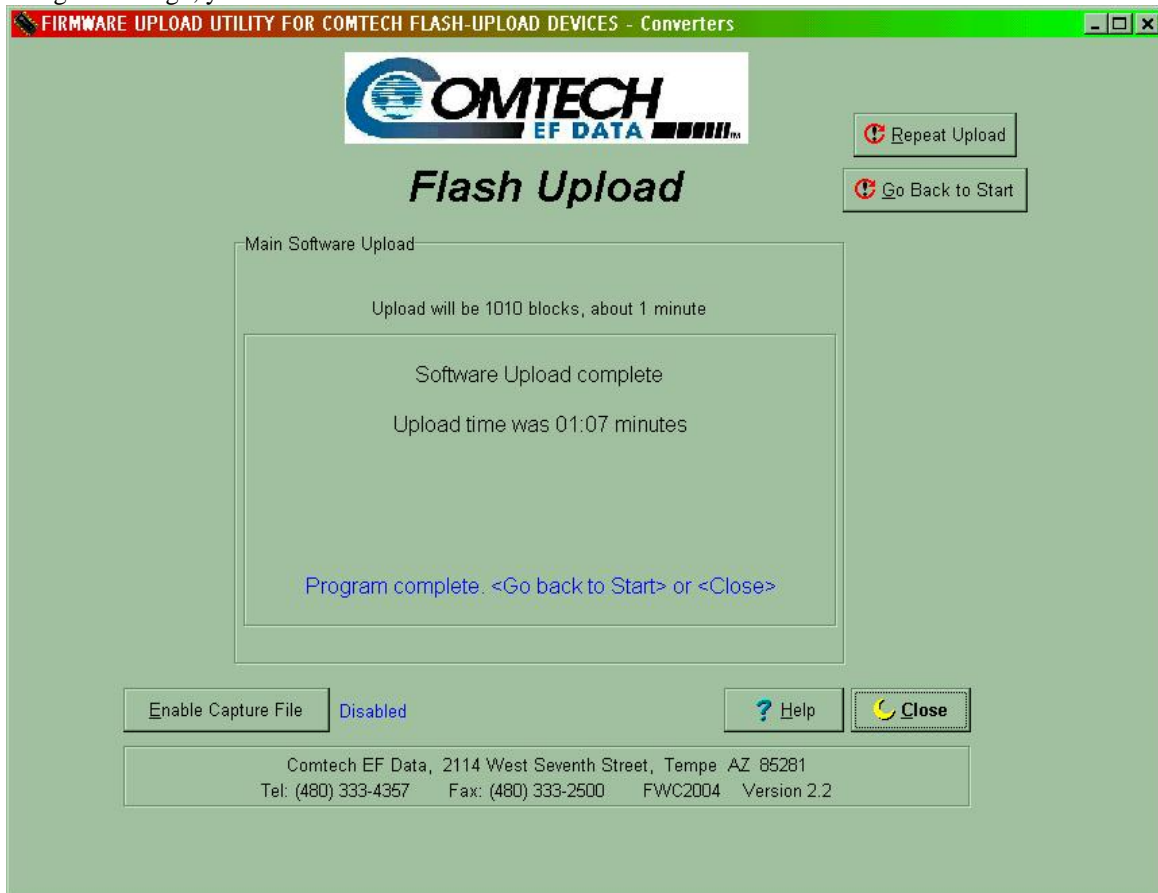 FIRMWARE UPLOAD UTILITY FOR COMTECH FLASH-UPLOAD DEVICES - Converters
COMTECH
EF DATA
TM
Repeat Upload
Flash Upload
Go Back to Start
Main Software Upload
Upload will be 1010 blocks, about 1 minute
Software Upload complete
Upload time was 01:07 minutes
Program complete. <Go back to Start> or <Close>
Enable Capture File Disabled ? Help Close
Comtech EF Data, 2114 West Seventh Street, Tempe AZ 85281
Tel: (480) 333-4357 Fax: (480) 333-2500 FWC2004 Version 2.2